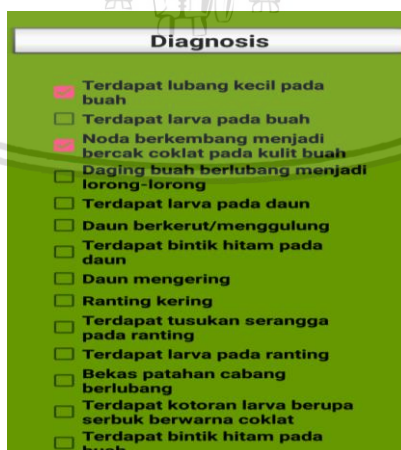 Diagnosis
Terdapat lubang kecil pada
buah
Terdapat larva pada buah
Noda berkembang menjadi
bercak coklat pada kulit buah
Daging buah berlubang menjadi
lorong-lorong
Terdapat larva pada daun
Daun berkerut/menggulung
Terdapat bintik hitam pada
daun
Daun mengering
Ranting kering
Terdapat tusukan serangga
pada ranting
Terdapat larva pada ranting
Bekas patahan cabang
berlubang
Terdapat kotoran larva berupa
serbuk berwarna coklat
Terdapat bintik hitam pada
buah